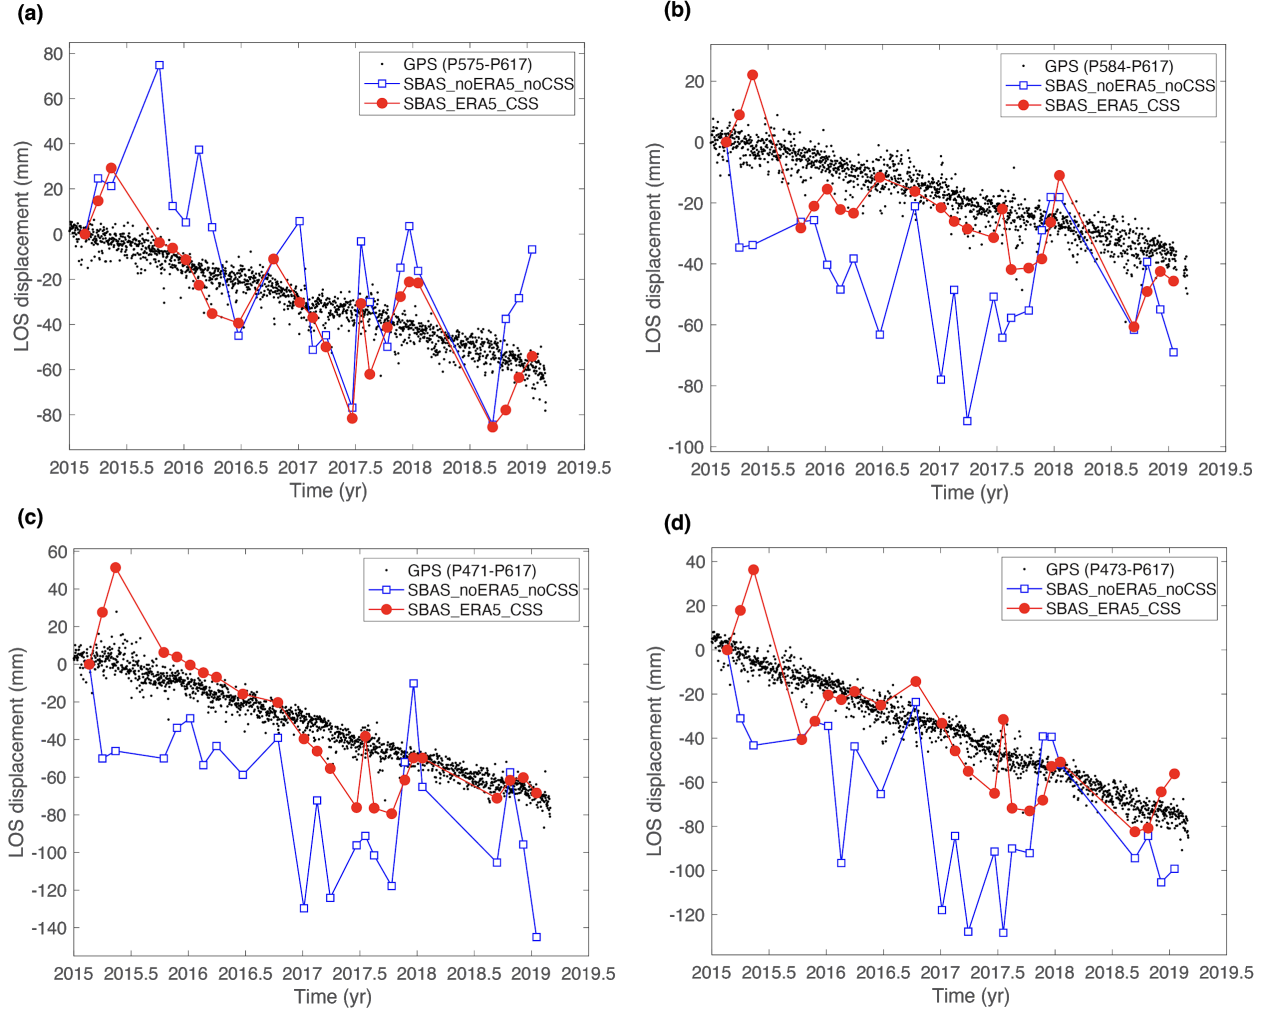 (a)
80
60
40
20
0
-20
-40
-60
-80
LOS displacement (mm)
GPS (P575-P617)
SBAS_noERA5_noCSS
SBAS_ERA5_CSS
2015 2015.5 2016 2016.5 2017 2017.5 2018 2018.5 2019 2019.5
Time (yr)
(b)
20
0
-20
-40
-60
-80
-100
LOS displacement (mm)
GPS (P584-P617)
SBAS_noERA5_noCSS
SBAS_ERA5_CSS
2015 2015.5 2016 2016.5 2017 2017.5 2018 2018.5 2019 2019.5
Time (yr)
(c)
60
40
20
0
-20
-40
-60
-80
-100
-120
-140
LOS displacement (mm)
GPS (P471-P617)
SBAS_noERA5_noCSS
SBAS_ERA5_CSS
2015 2015.5 2016 2016.5 2017 2017.5 2018 2018.5 2019 2019.5
Time (yr)
(d)
40
20
0
-20
-40
-60
-80
-100
-120
LOS displacement (mm)
GPS (P473-P617)
SBAS_noERA5_noCSS
SBAS_ERA5_CSS
2015 2015.5 2016 2016.5 2017 2017.5 2018 2018.5 2019 2019.5
Time (yr)